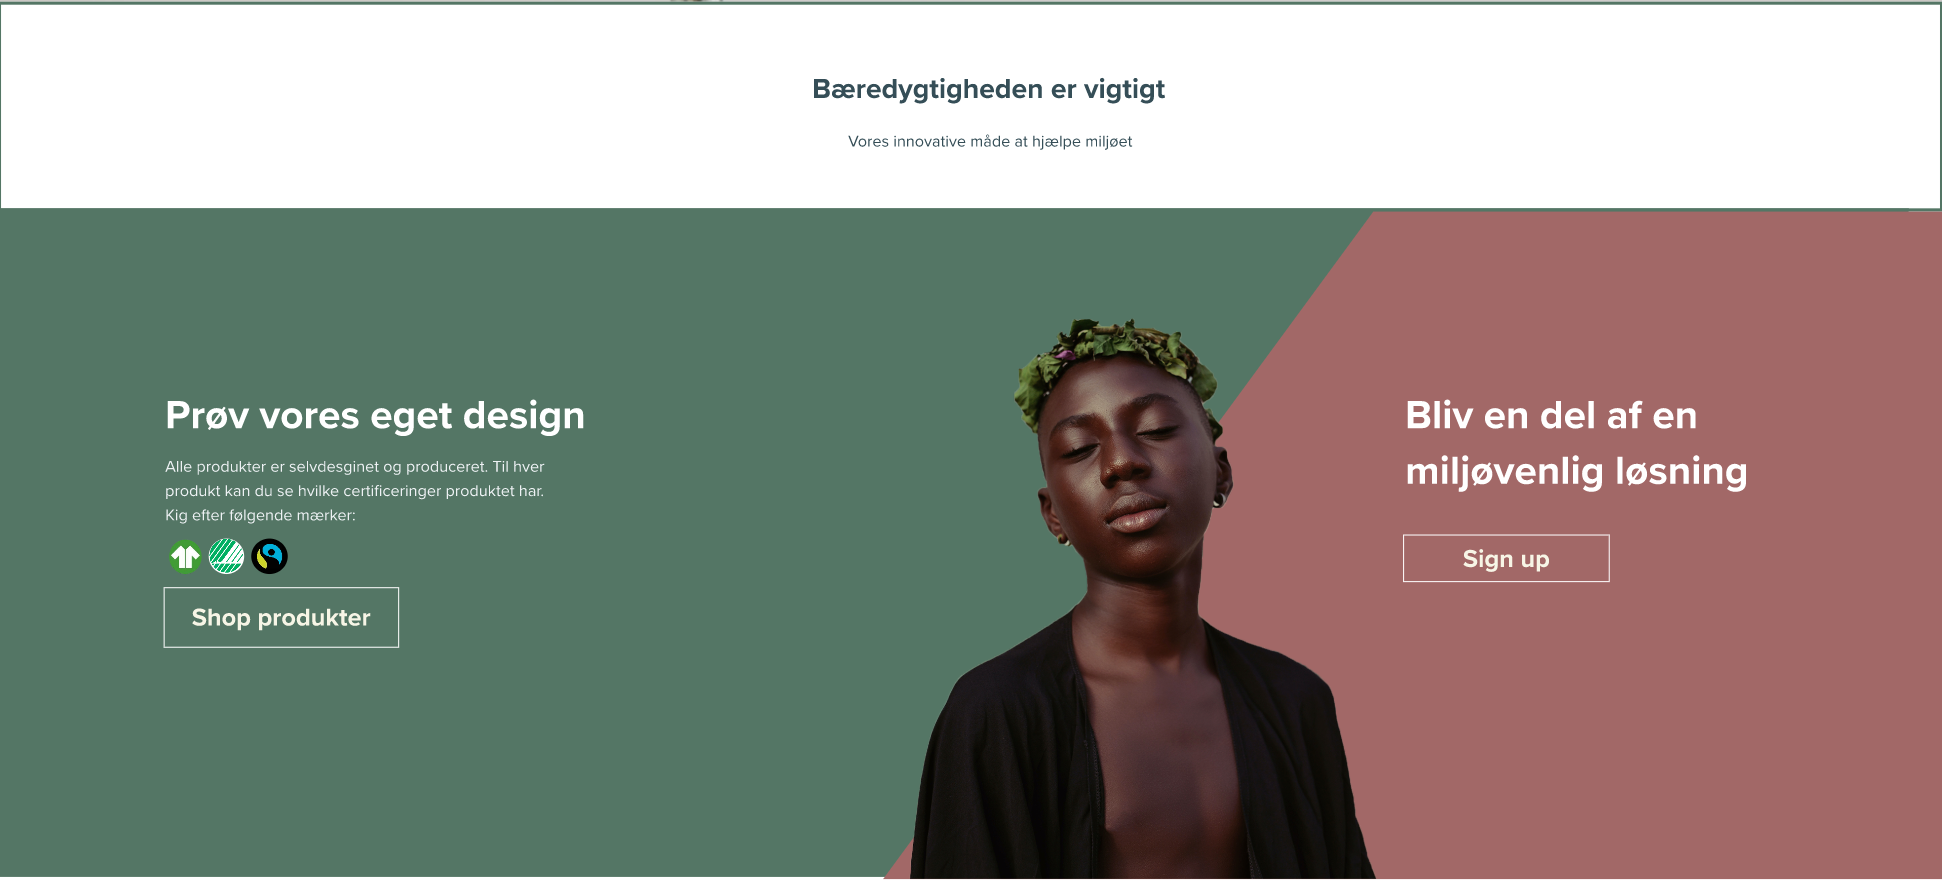 Bæredygtigheden er vigtigt
Vores innovative måde at hjælpe miljøet
Prøv vores eget design
Alle produkter er selvdesginet og produceret. Til hver
produkt kan du se hvilke certificeringer produktet har.
Kig efter følgende mærker:
Shop produkter
Bliv en del af en
miljøvenlig løsning
Sign up